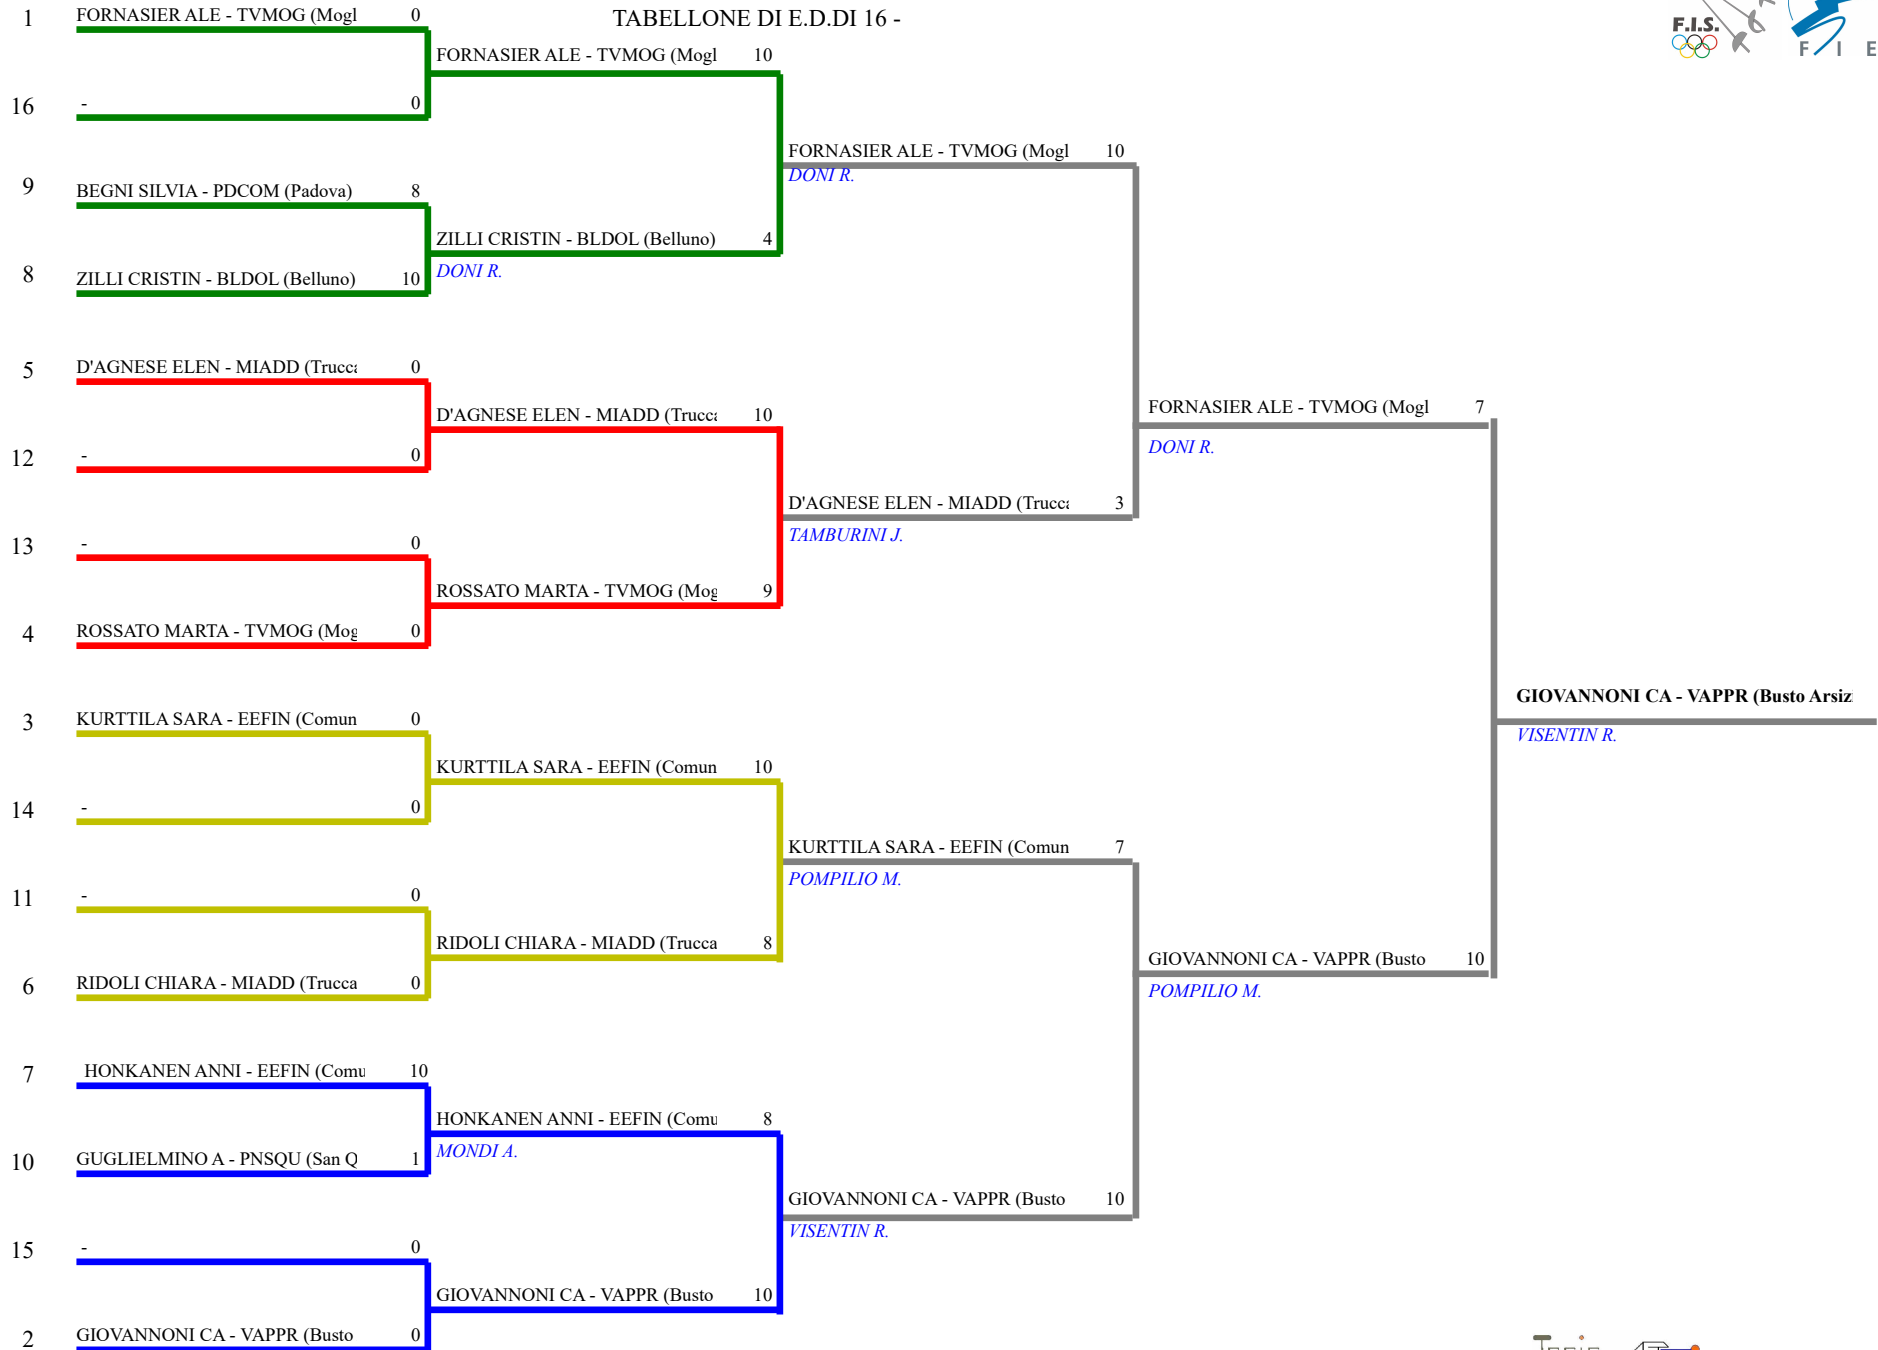 TABELLONE DI E.D.DI 16 -
F.I.S.
F I E
1 FORNASIER ALE - TVMOG (Mogl 0
FORNASIER ALE - TVMOG (Mogl 10
16 - 0
FORNASIER ALE - TVMOG (Mogl 10
DONI R.
9 BEGNI SILVIA - PDCOM (Padova) 8
ZILLI CRISTIN - BLDOL (Belluno) 4
DONI R.
8 ZILLI CRISTIN - BLDOL (Belluno) 10
5 D'AGNESE ELEN - MIADD (Trucca 0
D'AGNESE ELEN - MIADD (Trucca 10
FORNASIER ALE - TVMOG (Mogl 7
DONI R.
12 - 0
D'AGNESE ELEN - MIADD (Trucca 3
TAMBURINI J.
13 - 0
ROSSATO MARTA - TVMOG (Mog 9
4 ROSSATO MARTA - TVMOG (Mog 0
GIOVANNONI CA - VAPPR (Busto Arsizi
VISENTIN R.
3 KURTTILA SARA - EEFIN (Comun 0
KURTTILA SARA - EEFIN (Comun 10
14 - 0
KURTTILA SARA - EEFIN (Comun 7
POMPILIO M.
11 - 0
RIDOLI CHIARA - MIADD (Trucca 8
GIOVANNONI CA - VAPPR (Busto 10
POMPILIO M.
6 RIDOLI CHIARA - MIADD (Trucca 0
7 HONKANEN ANNI - EEFIN (Comu 10
HONKANEN ANNI - EEFIN (Comu 8
MONDI A.
10 GUGLIELMINO A - PNSQU (San Q 1
GIOVANNONI CA - VAPPR (Busto 10
VISENTIN R.
15 - 0
GIOVANNONI CA - VAPPR (Busto 10
2 GIOVANNONI CA - VAPPR (Busto 0